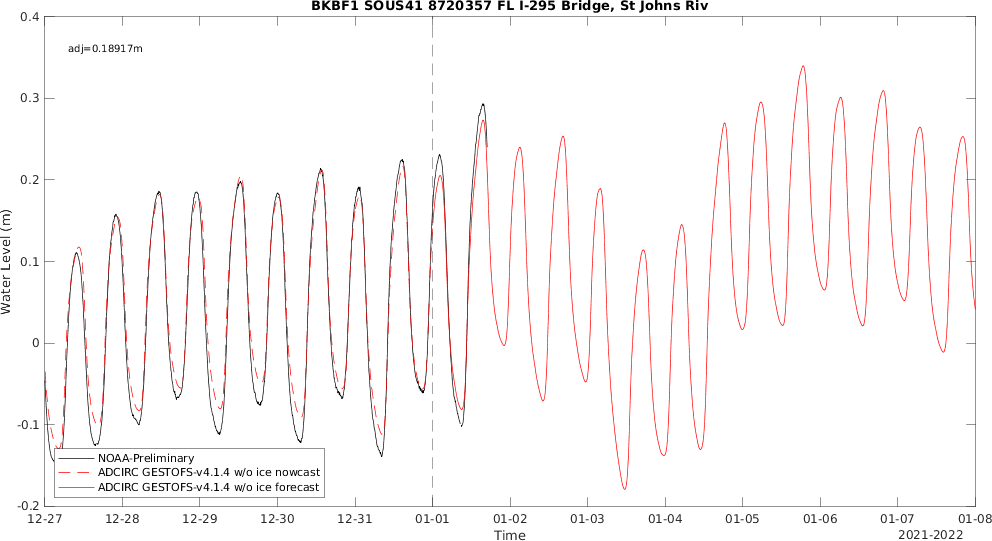 BKBF1 SOUS41 8720357 FL I-295 Bridge, St Johns Riv
adj=0.18917m
0.4
0.3
0.2
0.1
0
-0.1
-0.2
Water Level (m)
NOAA-Preliminary
ADCIRC GESTOFS-v4.1.4 w/o ice nowcast
ADCIRC GESTOFS-v4.1.4 w/o ice forecast
12-27 12-28 12-29 12-30 12-31 01-01 01-02 01-03 01-04 01-05 01-06 01-07 01-08
Time
2021-2022